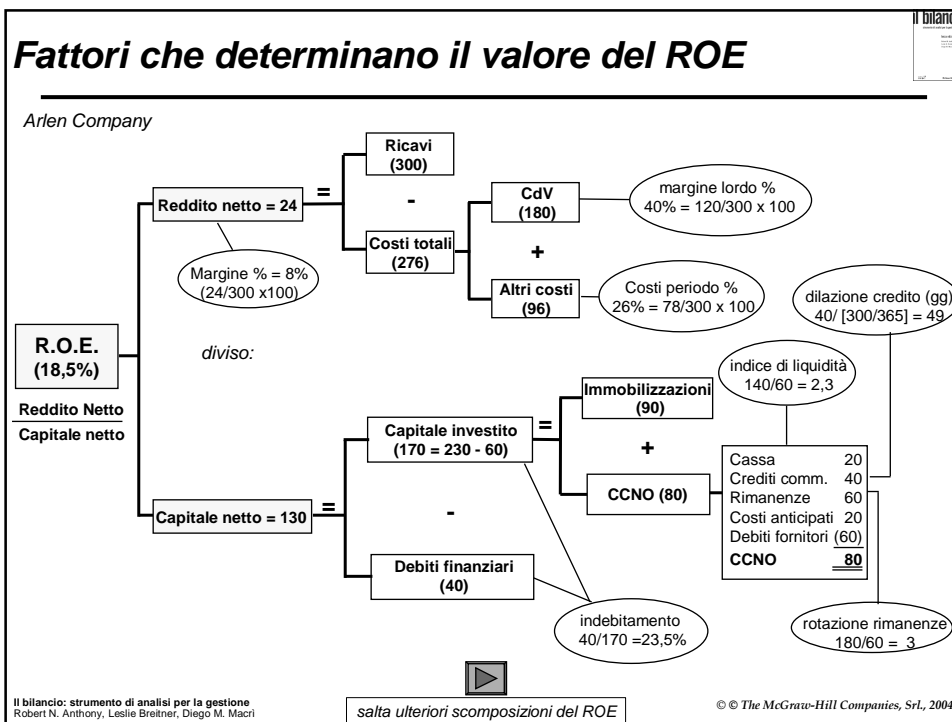 Fattori che determinano il valore del ROE
il bilanc
Arlen Company
Ricavi
(300)
=
Reddito netto = 24
-
CdV
(180)
margine lordo %
40% = 120/300 x 100
Costi totali
(276)
+
Margine % = 8%
(24/300 x100)
Altri costi
(96)
Costi periodo %
26% = 78/300 x 100
dilazione credito (gg)
40/ [300/365] = 49
R.O.E.
(18,5%)
diviso:
indice di liquidità
140/60 = 2,3
Reddito Netto
Capitale netto
Immobilizzazioni
(90)
=
Capitale investito
(170 = 230 - 60)
+
Cassa 20
Crediti comm. 40
Rimanenze 60
Costi anticipati 20
Debiti fornitori (60)
CCNO 80
CCNO (80)
Capitale netto = 130
=
-
Debiti finanziari
(40)
indebitamento
40/170 =23,5%
rotazione rimanenze
180/60 = 3
Il bilancio: strumento di analisi per la gestione
Robert N. Anthony, Leslie Breitner, Diego M. Macrì
salta ulteriori scomposizioni del ROE
© © The McGraw-Hill Companies, Srl., 200